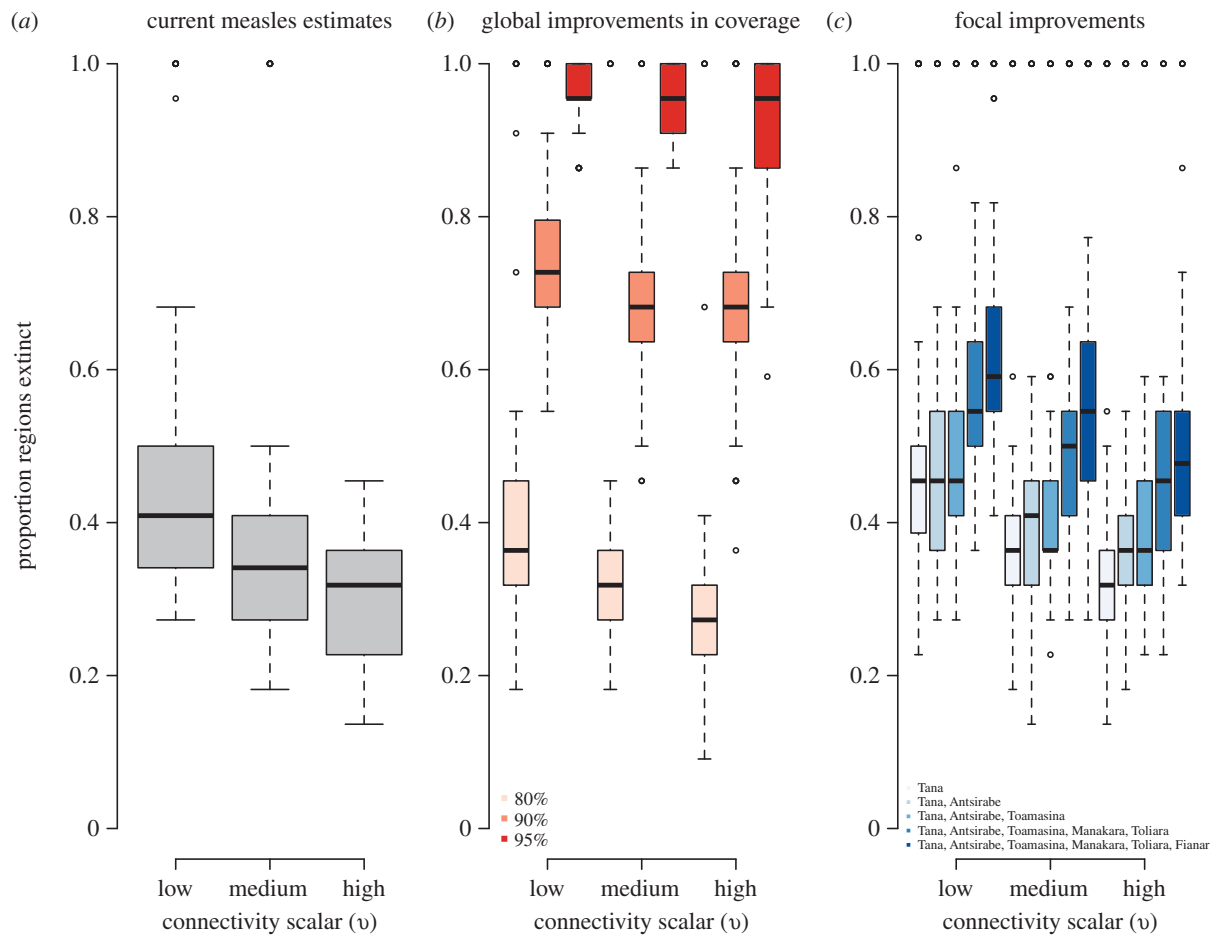 (a) current measles estimates
(b) global improvements in coverage
(c) focal improvements
proportion regions extinct
1.0
0.8
0.6
0.4
0.2
0
low medium high
connectivity scalar (υ)
1.0
0.8
0.6
0.4
0.2
0
80%
90%
95%
low medium high
connectivity scalar (υ)
1.0
0.8
0.6
0.4
0.2
0
Tana
Tana, Antsirabe
Tana, Antsirabe, Toamasina
Tana, Antsirabe, Toamasina, Manakara, Toliara
Tana, Antsirabe, Toamasina, Manakara, Toliara, Fianar
low medium high
connectivity scalar (υ)